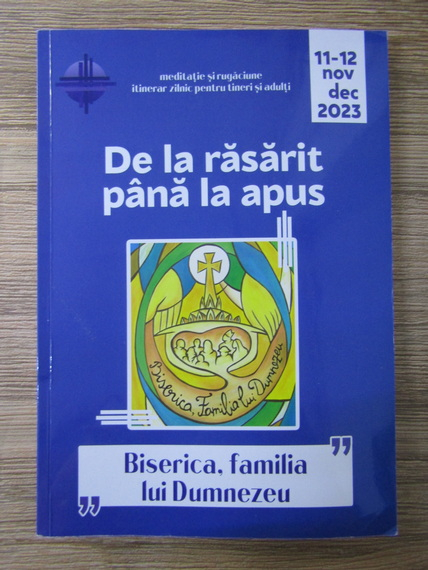 meditație și rugăciune
itinerar zilnic pentru tineri și adulți
11-12
nov
dec
2023
De la răsărit
până la apus
Biserica, Familia lui Dumnezeu
Biserica, familia
lui Dumnezeu